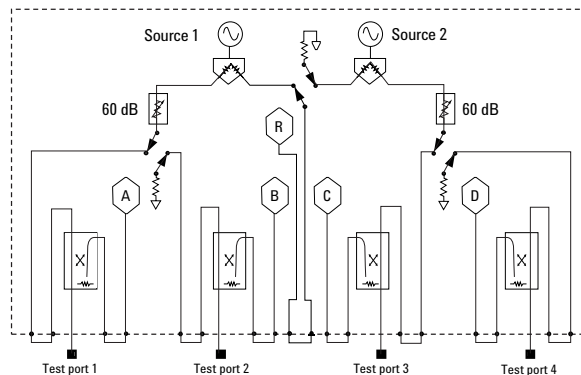 Source 1
Source 2
60 dB
60 dB
R
A
B
C
D
Test port 1
Test port 2
Test port 3
Test port 4